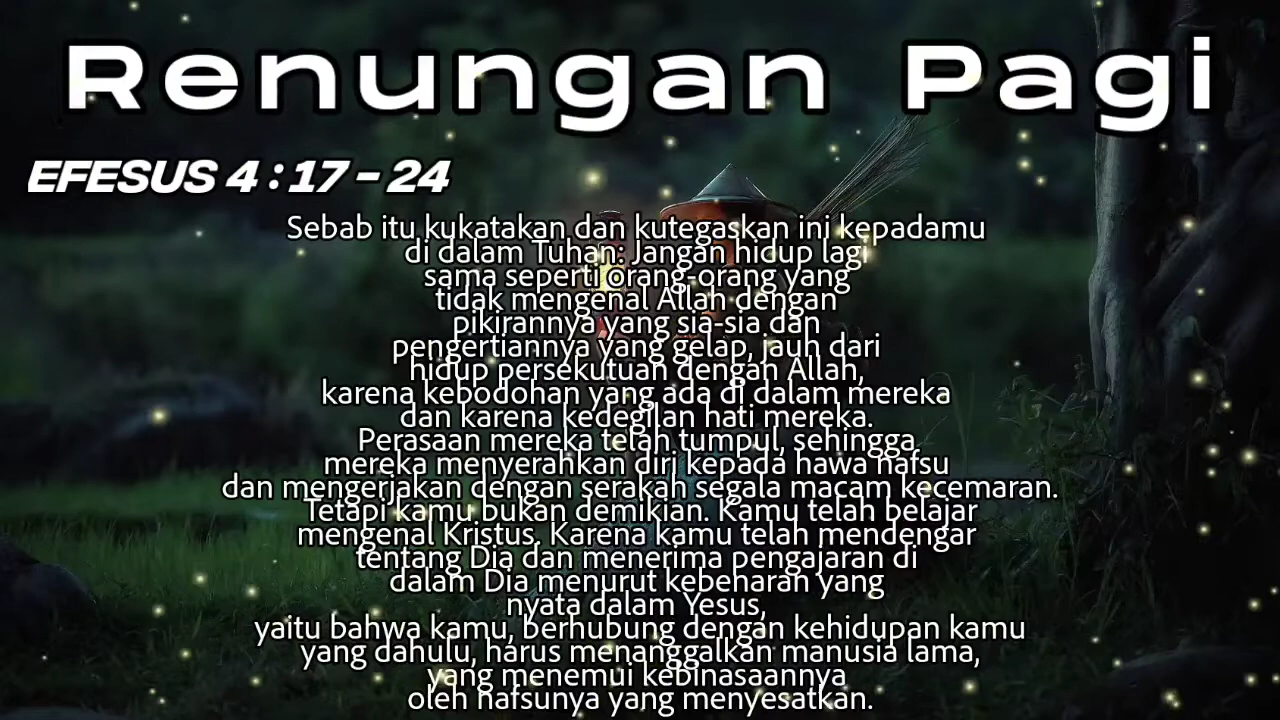 Renungan Pagi
EFESUS 4 : 17 - 24
Sebab itu kukatakan dan kutegaskan ini kepadamu
di dalam Tuhan: Jangan hidup lagi
sama seperti orang-orang yang
tidak mengenal Allah dengan
pikirannya yang sia-sia dan
pengertiannya yang gelap, jauh dari
hidup persekutuan dengan Allah,
karena kebodohan yang ada di dalam mereka
dan karena kedegilan hati mereka.
Perasaan mereka telah tumpul, sehingga
mereka menyerahkan diri kepada hawa nafsu
dan mengerjakan dengan serakah segala macam kecemaran.
Tetapi kamu bukan demikian. Kamu telah belajar
mengenal Kristus. Karena kamu telah mendengar
tentang Dia dan menerima pengajaran di
dalam Dia menurut kebenaran yang
nyata dalam Yesus,
yaitu bahwa kamu, berhubung dengan kehidupan kamu
yang dahulu, harus menanggalkan manusia lama,
yang menemui kebinasaannya
oleh nafsunya yang menyesatkan.